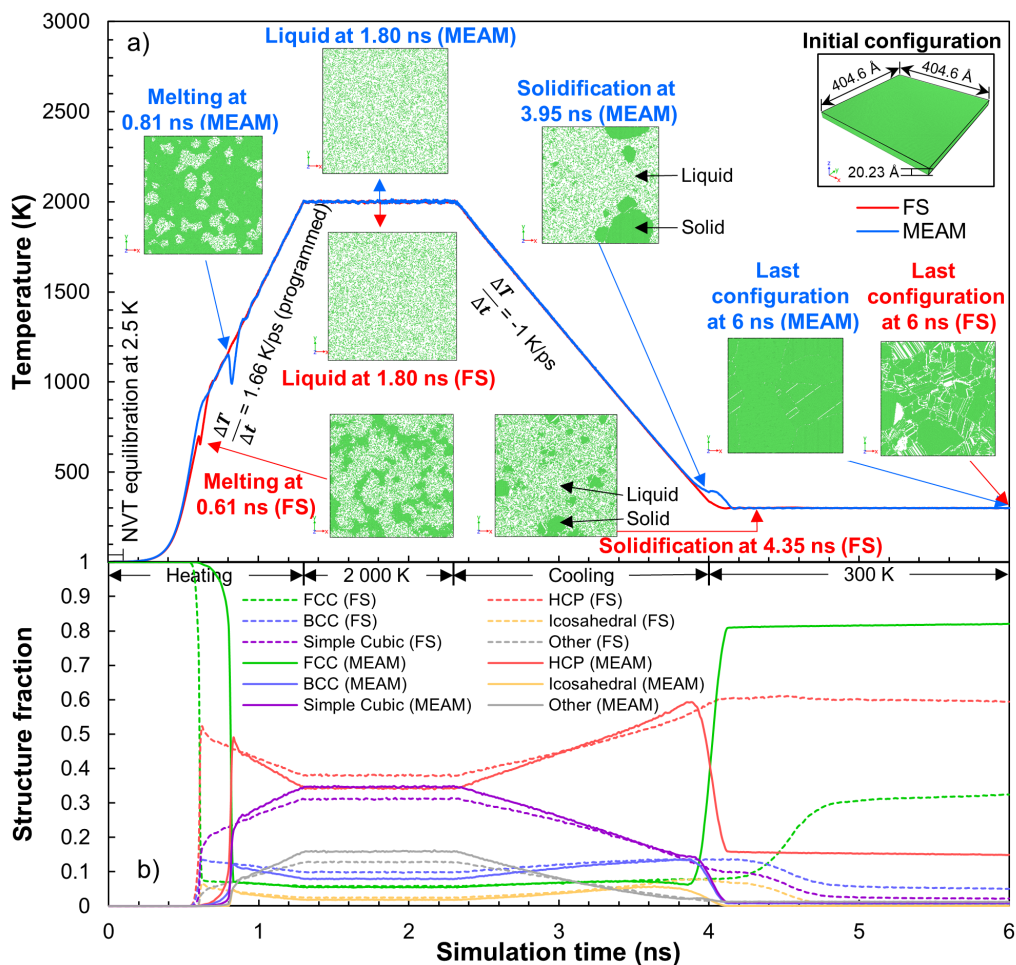 3000
2500
2000
1500
1000
500
Temperature (K)
a)
Liquid at 1.80 ns (MEAM)
Melting at
0.81 ns (MEAM)
Solidification at
3.95 ns (MEAM)
Liquid
Solid
Initial configuration
404.6 Å
404.6 Å
20.23 Å
FS
MEAM
NVT equilibration at 2.5 K
ΔT/Δt = 1.66 K/ps (programmed)
ΔT/Δt = -1 K/ps
Liquid at 1.80 ns (FS)
Last
configuration
at 6 ns (MEAM)
Last
configuration
at 6 ns (FS)
Melting at
0.61 ns (FS)
Liquid
Solid
Solidification at 4.35 ns (FS)
Heating
2 000 K
Cooling
300 K
1
0.9
0.8
0.7
0.6
0.5
0.4
0.3
0.2
0.1
0
Structure fraction
b)
FCC (FS)
BCC (FS)
Simple Cubic (FS)
FCC (MEAM)
BCC (MEAM)
Simple Cubic (MEAM)
HCP (FS)
Icosahedral (FS)
Other (FS)
HCP (MEAM)
Icosahedral (MEAM)
Other (MEAM)
0 1 2 3 4 5 6
Simulation time (ns)